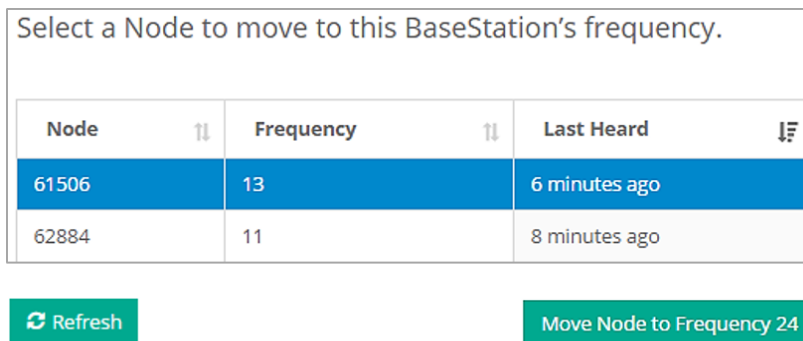 Select a Node to move to this BaseStation’s frequency.
Node Frequency Last Heard
61506 13 6 minutes ago
62884 11 8 minutes ago
Refresh Move Node to Frequency 24